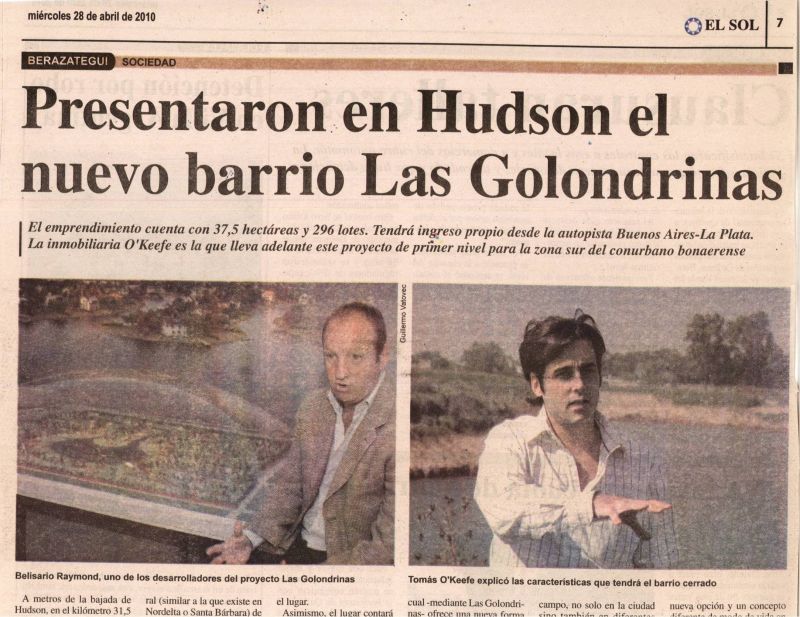 miércoles 28 de abril de 2010
EL SOL 7
BERAZATEGUI SOCIEDAD
Presentaron en Hudson el
nuevo barrio Las Golondrinas
El emprendimiento cuenta con 37,5 hectáreas y 296 lotes. Tendrá ingreso propio desde la autopista Buenos Aires-La Plata.
La inmobiliaria O'Keefe es la que lleva adelante este proyecto de primer nivel para la zona sur del conurbano bonaerense
Guillermo Vatovec
Belisario Raymond, uno de los desarrolladores del proyecto Las Golondrinas
Tomás O'Keefe explicó las características que tendrá el barrio cerrado
A metros de la bajada de
Hudson, en el kilómetro 31,5
ral (similar a la que existe en
Nordelta o Santa Bárbara) de
el lugar.
Asimismo, el lugar contará
cual -mediante Las Golondri-
nas- ofrece una nueva forma
campo, no solo en la ciudad
sino también en diferentes
nueva opción y un concepto
diferente de modo de vida en